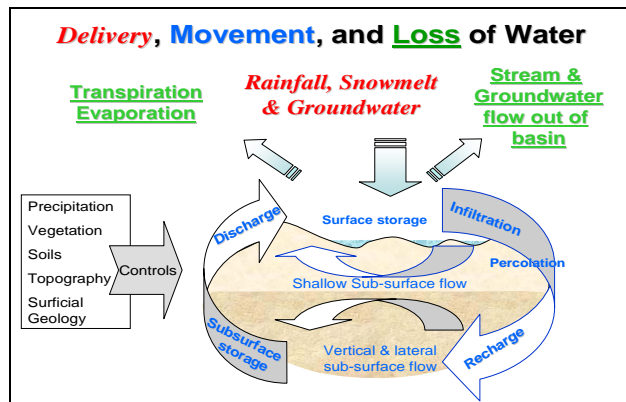 Delivery, Movement, and Loss of Water
Transpiration
Evaporation
Rainfall, Snowmelt
& Groundwater
Stream &
Groundwater
flow out of
basin
Precipitation
Vegetation
Soils
Topography
Surficial
Geology
Controls
Discharge
Surface storage
Infiltration
Percolation
Shallow Sub-surface flow
Subsurface
storage
Vertical & lateral
sub-surface flow
Recharge